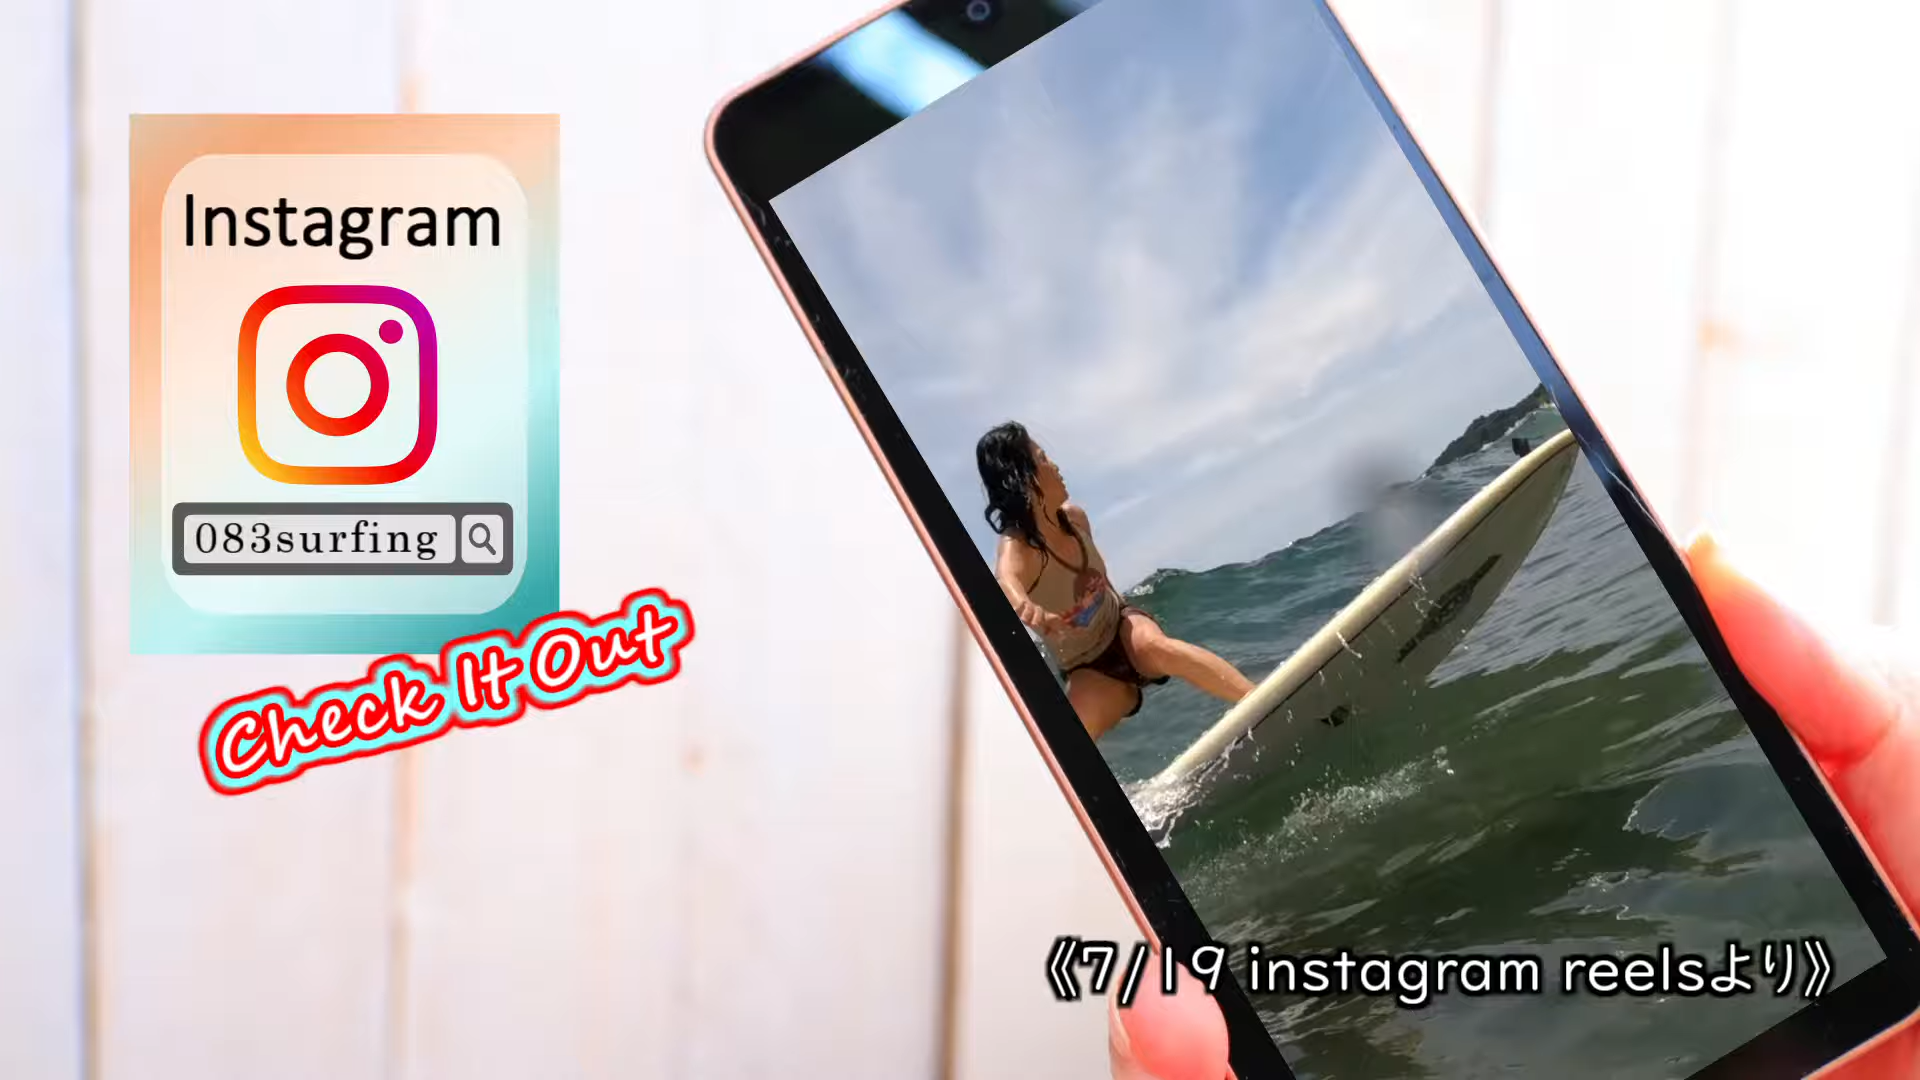 Instagram
083surfing
Check It Out
《7/19 instagram reelsより》